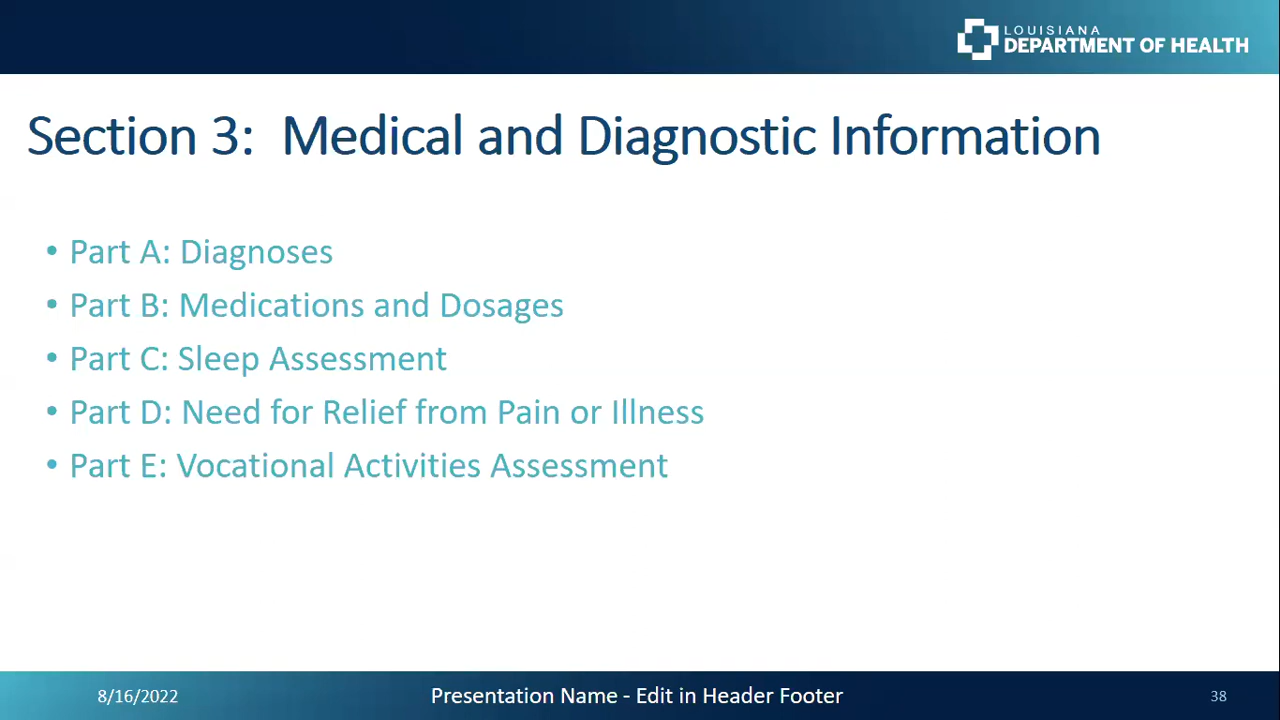 LOUISIANA
DEPARTMENT OF HEALTH
Section 3:  Medical and Diagnostic Information
• Part A: Diagnoses
• Part B: Medications and Dosages
• Part C: Sleep Assessment
• Part D: Need for Relief from Pain or Illness
• Part E: Vocational Activities Assessment
8/16/2022
Presentation Name - Edit in Header Footer
38